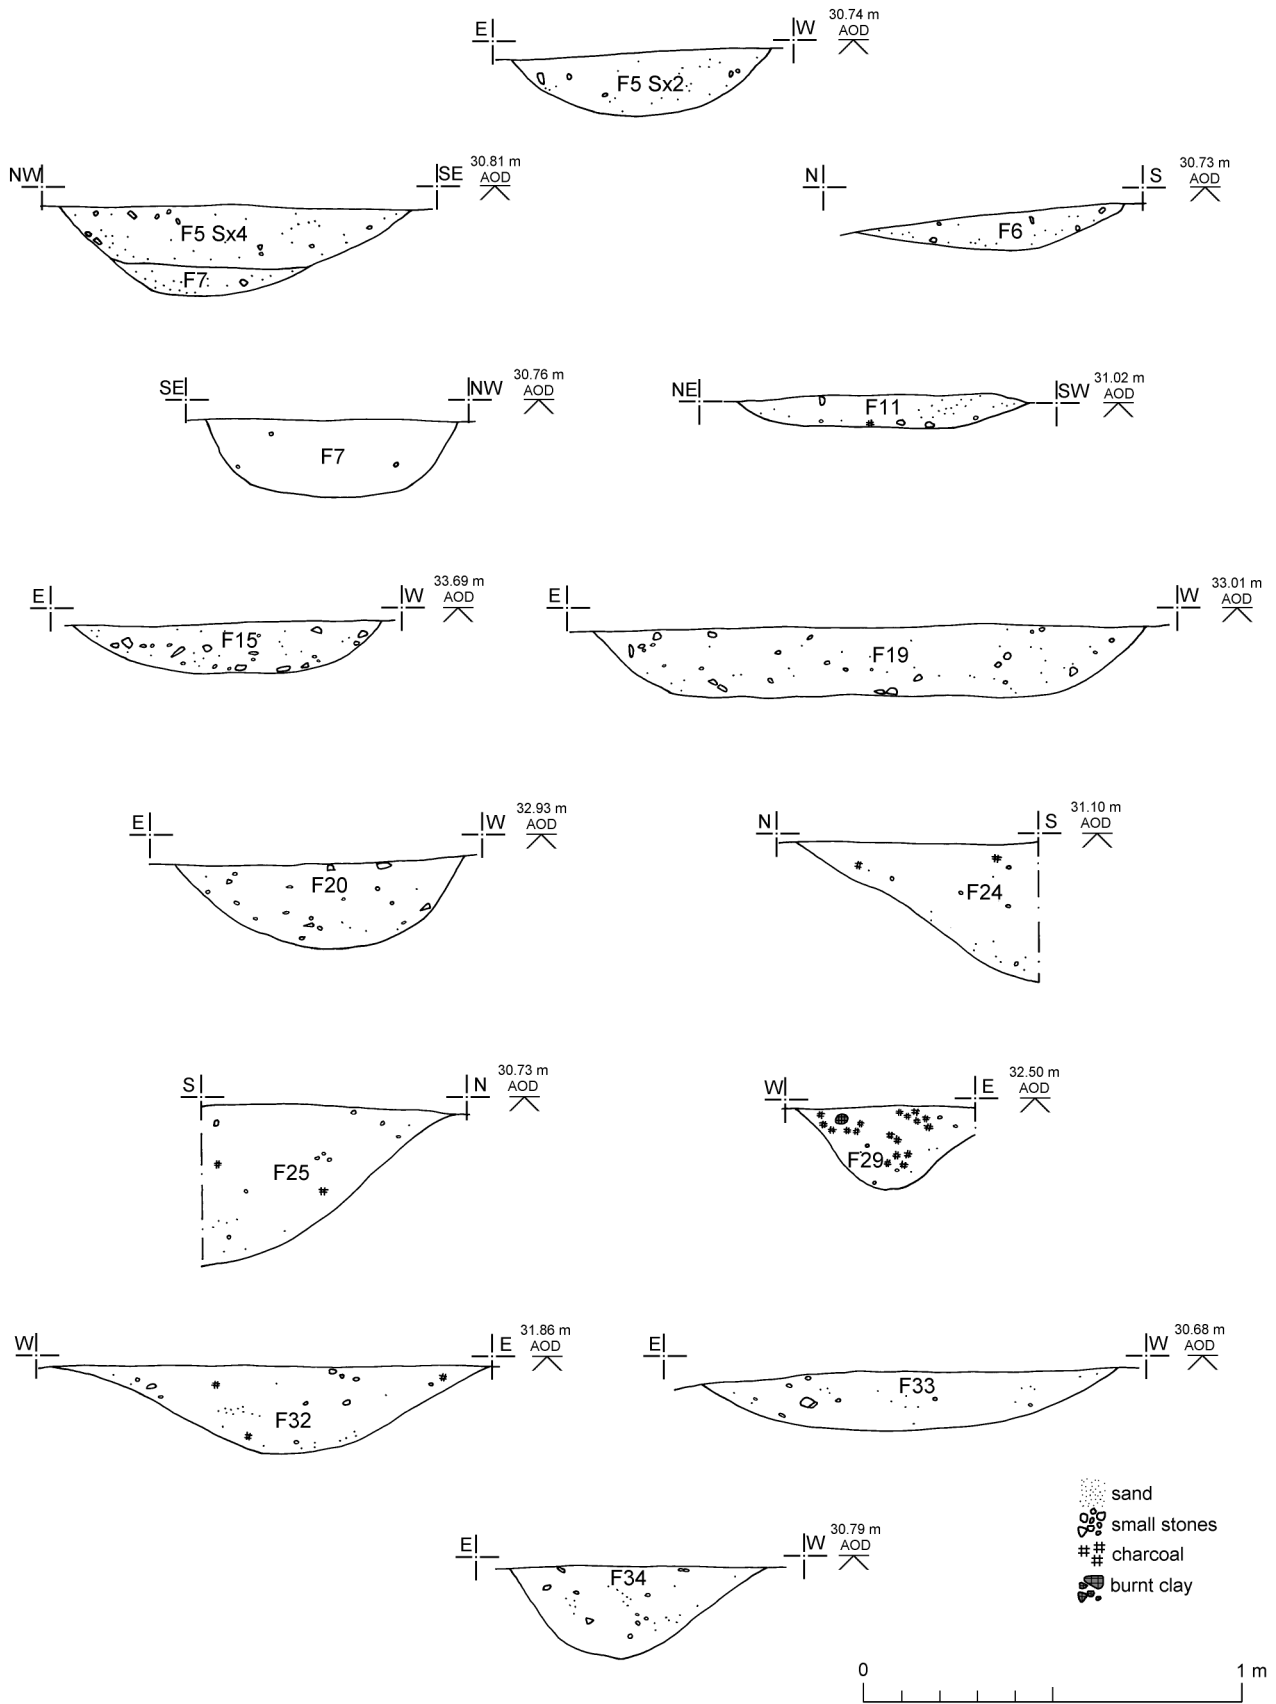 E W 30.74 m
AOD
F5 Sx2
NW SE 30.81 m
AOD
F5 Sx4
F7
N S 30.73 m
AOD
F6
SE NW 30.76 m
AOD
F7
NE SW 31.02 m
AOD
F11
E W 33.69 m
AOD
F15
E W 33.01 m
AOD
F19
E W 32.93 m
AOD
F20
N S 31.10 m
AOD
F24
S N 30.73 m
AOD
F25
W E 32.50 m
AOD
F29
W E 31.86 m
AOD
F32
E W 30.68 m
AOD
F33
sand
small stones
charcoal
burnt clay
E W 30.79 m
AOD
F34
0 1 m